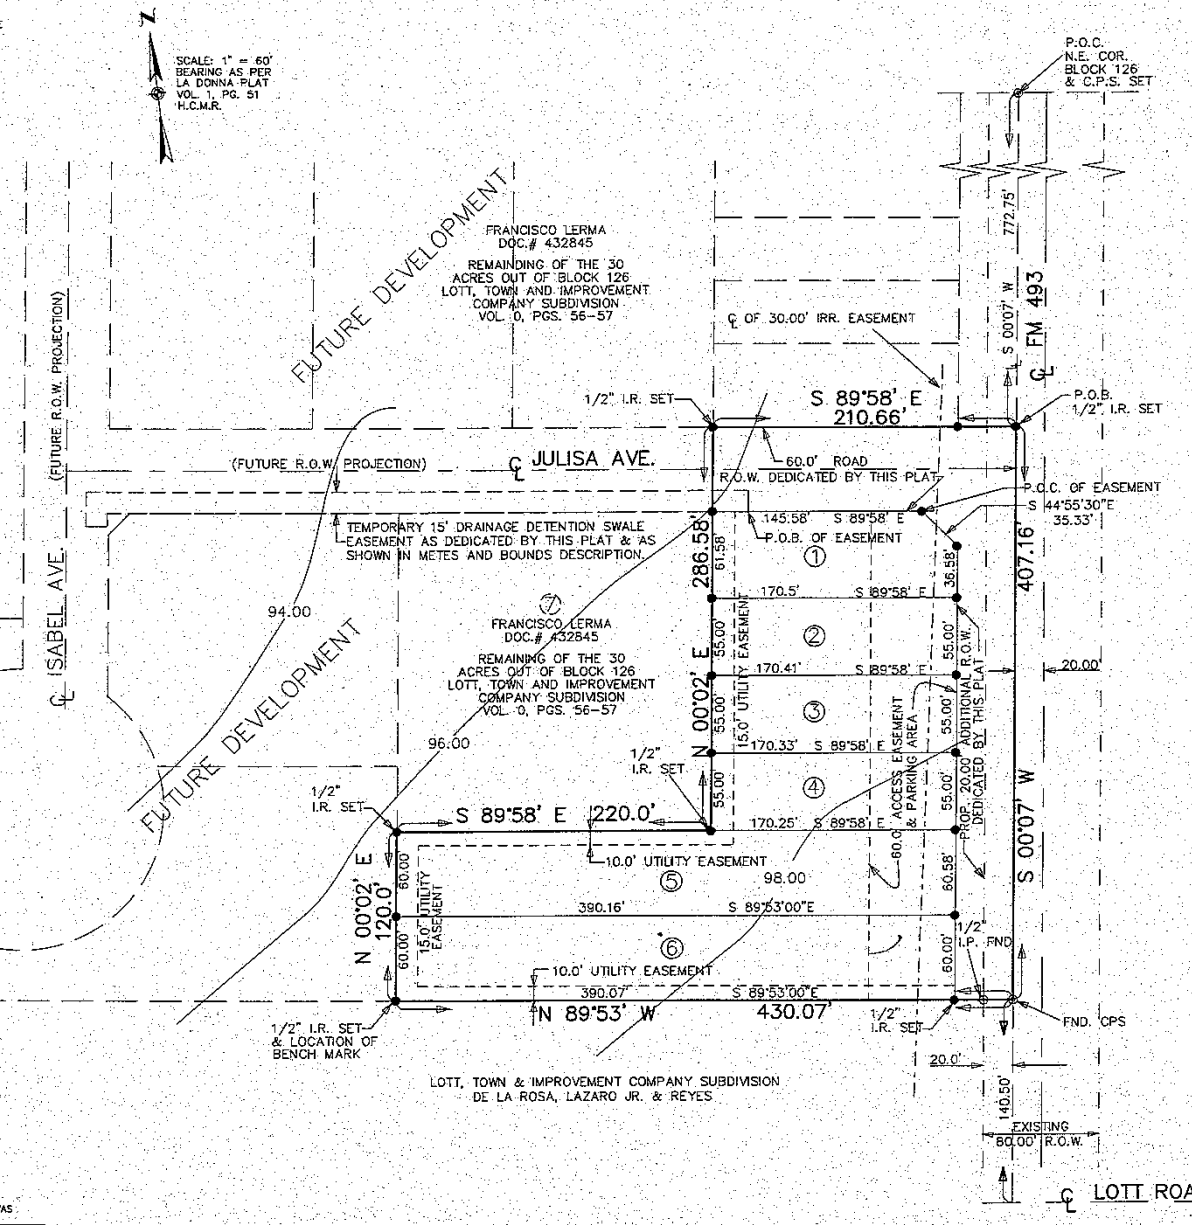 N
SCALE: 1" = 60'
BEARING AS PER
LA DONNA PLAT
VOL. 1, PG. 51
H.C.M.R.
P.O.C.
N.E. COR.
BLOCK 126
& C.P.S. SET
772.75'
S 00°07' W
℄ FM 493
FUTURE DEVELOPMENT
FRANCISCO LERMA
DOC.# 432845
REMAINDING OF THE 30
ACRES OUT OF BLOCK 126
LOTT, TOWN AND IMPROVEMENT
COMPANY SUBDIVISION
VOL. 0, PGS. 56-57
℄ OF 30.00' IRR. EASEMENT
(FUTURE R.O.W. PROJECTION)
1/2" I.R. SET
S 89°58' E
210.66'
P.O.B.
1/2" I.R. SET
(FUTURE R.O.W. PROJECTION)
℄ JULISA AVE.
60.0' ROAD
R.O.W. DEDICATED BY THIS PLAT
P.O.C. OF EASEMENT
S 44°55'30"E
35.33'
145.58' S 89°58' E
P.O.B. OF EASEMENT
TEMPORARY 15' DRAINAGE DETENTION SWALE
EASEMENT AS DEDICATED BY THIS PLAT & AS
SHOWN IN METES AND BOUNDS DESCRIPTION.
286.58'
61.58'
1
36.58'
407.16'
℄ ISABEL AVE
94.00
170.5' S 89°58' E
7
FRANCISCO LERMA
DOC.# 432845
REMAINING OF THE 30
ACRES OUT OF BLOCK 126
LOTT, TOWN AND IMPROVEMENT
COMPANY SUBDIVISION
VOL. 0, PGS. 56-57
FUTURE DEVELOPMENT
N 00°02' E
55.00'
15.0' UTILITY EASEMENT
2
55.00'
170.41' S 89°58' E
20.00'
55.00'
3
55.00'
60.0' ACCESS EASEMENT
& PARKING AREA
PROP. 20.00' ADDITIONAL R.O.W.
DEDICATED BY THIS PLAT
96.00
1/2"
I.R. SET
170.33' S 89°58' E
55.00
4
55.00'
S 00°07' W
1/2"
I.R. SET
S 89°58' E 220.0'
170.25' S 89°58' E
10.0' UTILITY EASEMENT
N 00°02' E
120.0'
60.00'
15.0' UTILITY
EASEMENT
5
98.00
60.58'
390.16' S 89°53'00"E
60.00'
6
60.00'
1/2"
I.P. FND
10.0' UTILITY EASEMENT
390.07' S 89°53'00"E
N 89°53' W 430.07'
1/2" I.R. SET
& LOCATION OF
BENCH MARK
1/2"
I.R. SET
FND. CPS
20.0'
LOTT, TOWN & IMPROVEMENT COMPANY SUBDIVISION
DE LA ROSA, LAZARO JR. & REYES
140.50'
EXISTING
80.00' R.O.W.
℄ LOTT ROA